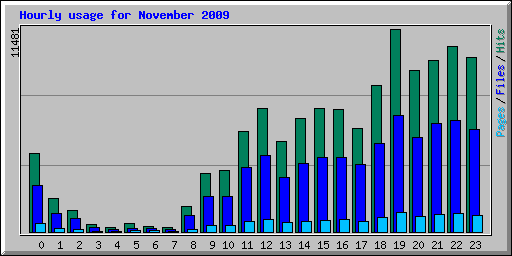 Hourly usage for November 2009
11481
Pages / Files / Hits
0 1 2 3 4 5 6 7 8 9 10 11 12 13 14 15 16 17 18 19 20 21 22 23